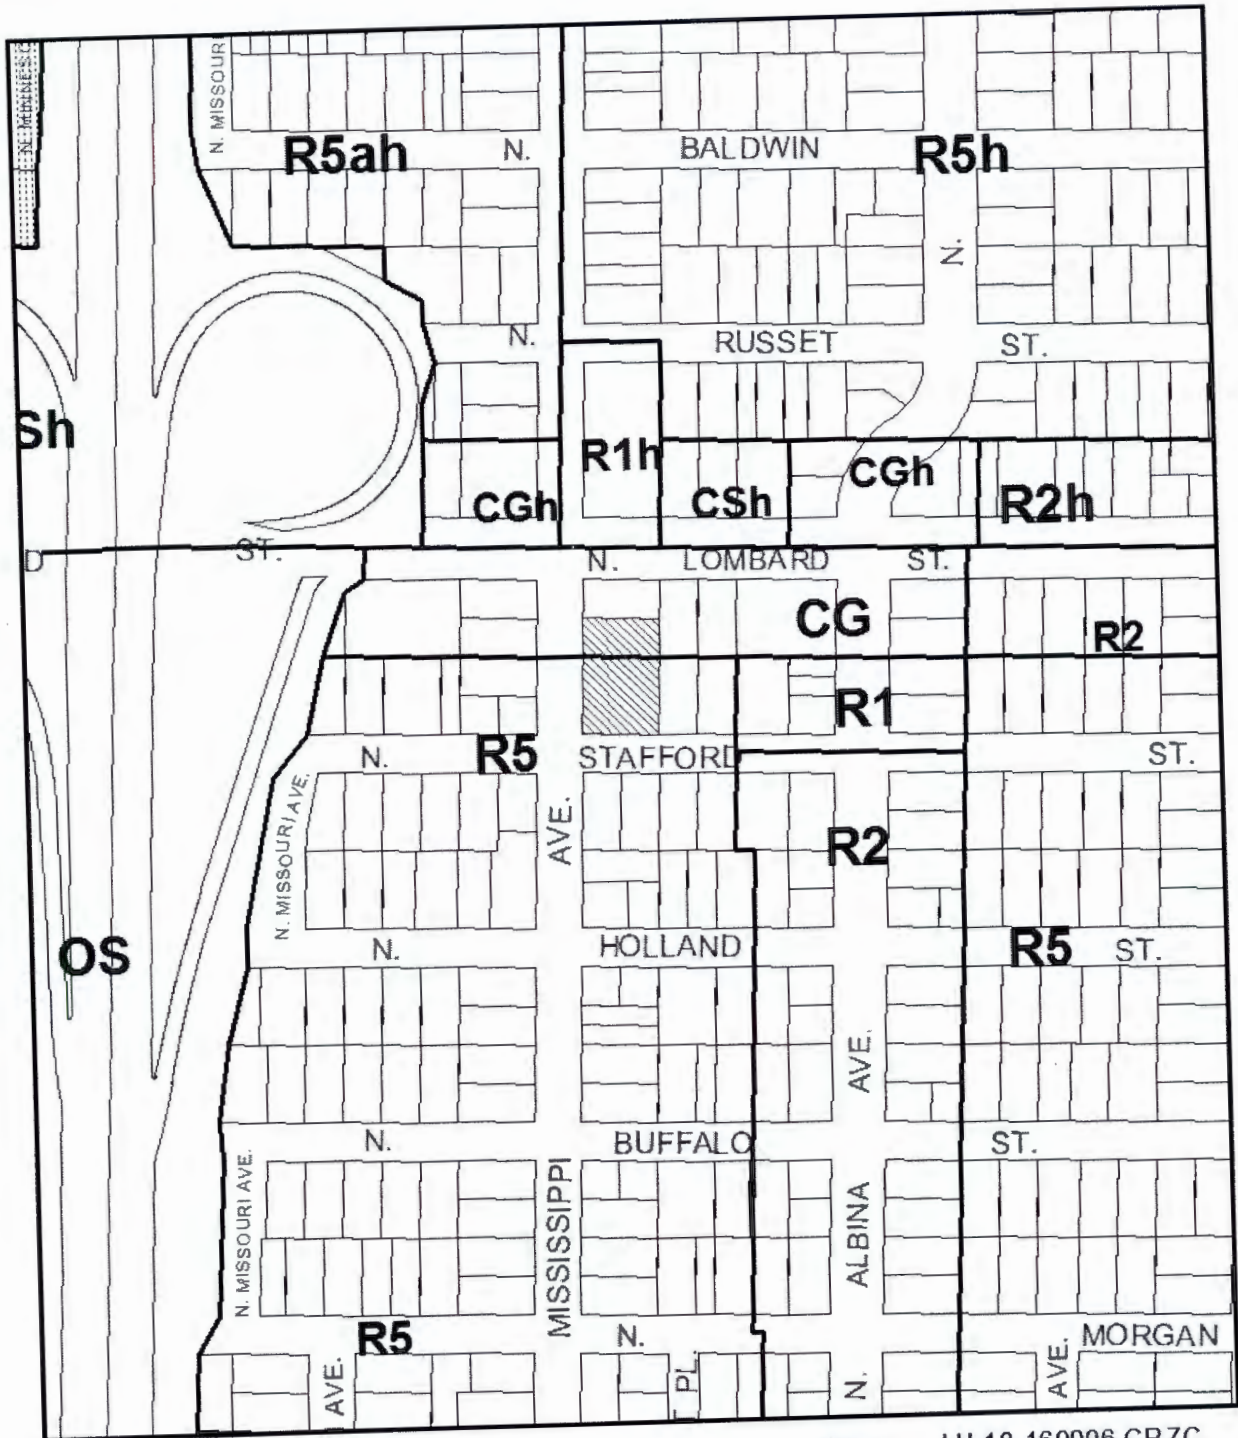 N. MISSOURI
R5ah
N.
BALDWIN
R5h
N.
N.
RUSSET
ST.
Sh
R1h
CGh
CSh
CGh
R2h
D
ST.
N.
LOMBARD
ST.
CG
R2
R1
R5
N.
STAFFORD
ST.
N. MISSOURI AVE.
AVE.
R2
OS
N.
HOLLAND
R5
ST.
AVE.
N.
BUFFALO
ST.
N. MISSOURI AVE.
MISSISSIPPI
ALBINA
R5
N.
MORGAN
AVE.
PL.
N.
AVE.